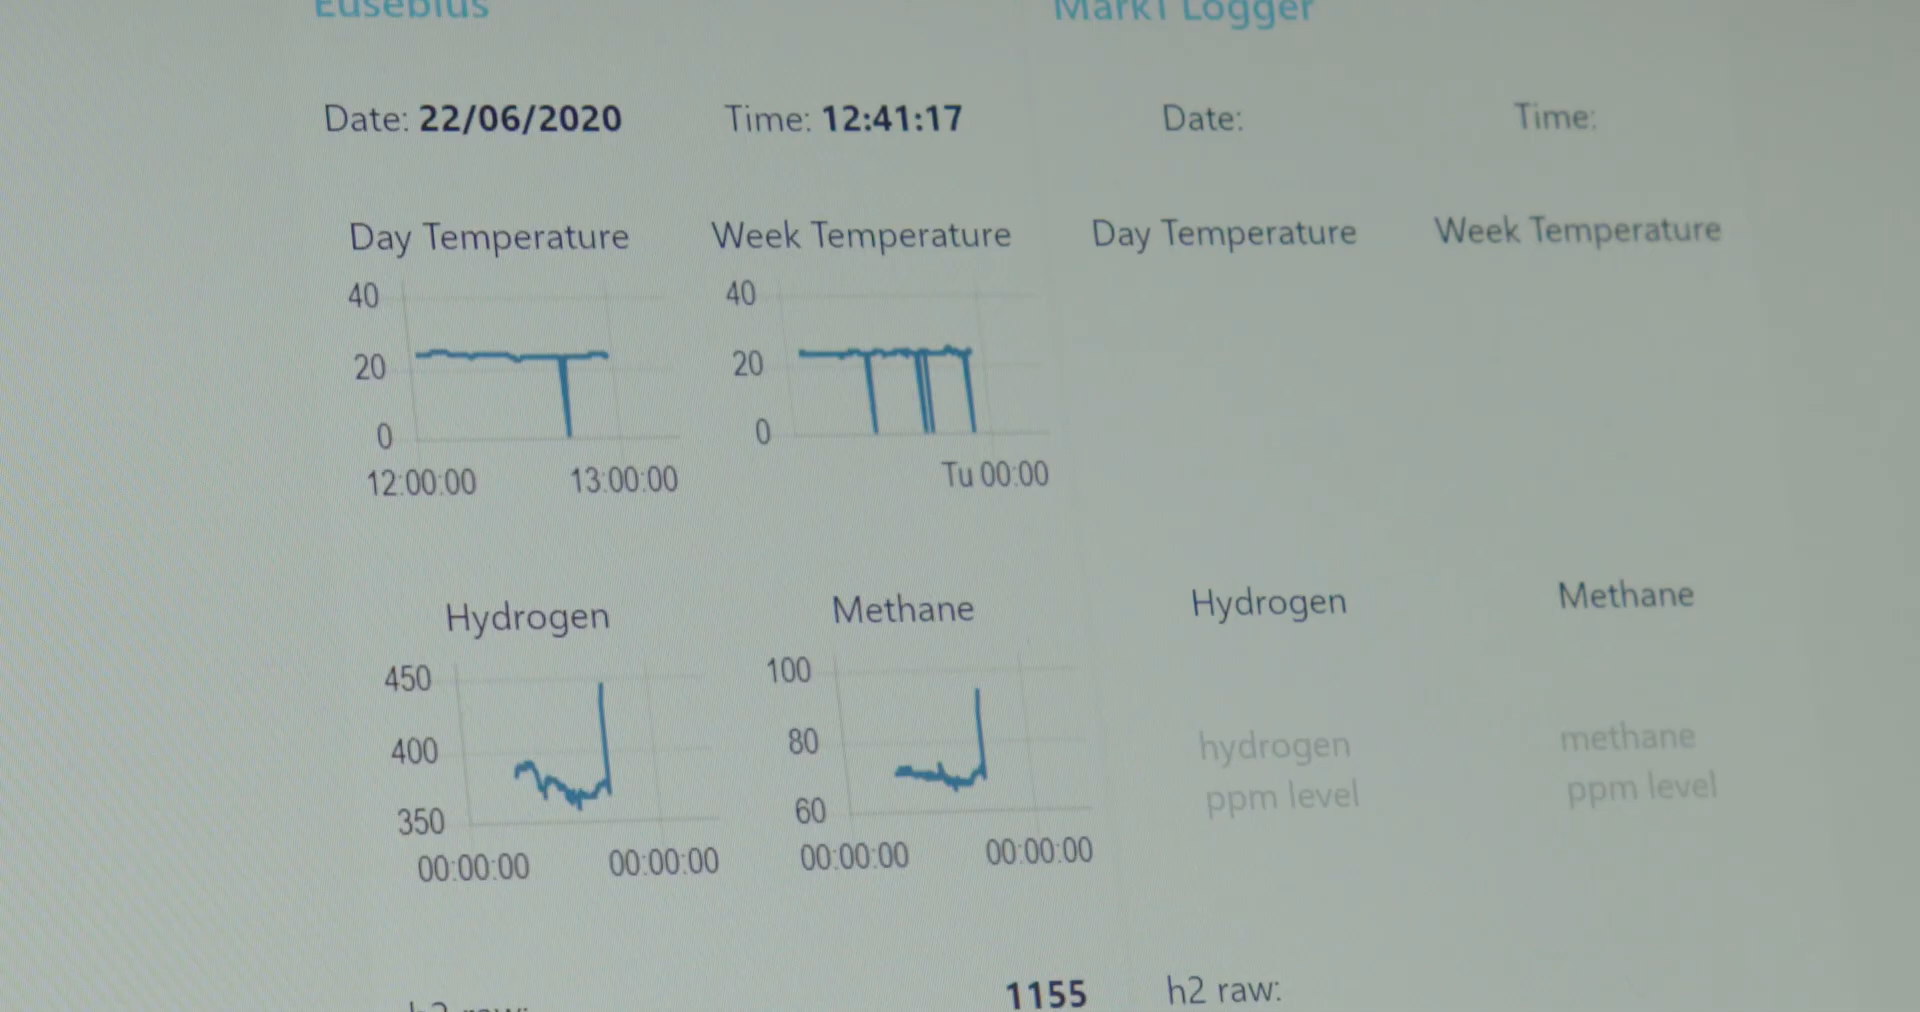 Eusebius
Mark1 Logger
Date: 22/06/2020
Time: 12:41:17
Date:
Time:
Day Temperature
Week Temperature
Day Temperature
Week Temperature
40
20
0
12:00:00
13:00:00
40
20
0
Tu 00:00
Hydrogen
Methane
Hydrogen
Methane
450
400
350
00:00:00
00:00:00
100
80
60
00:00:00
00:00:00
hydrogen
ppm level
methane
ppm level
h2 raw:
1155
h2 raw: